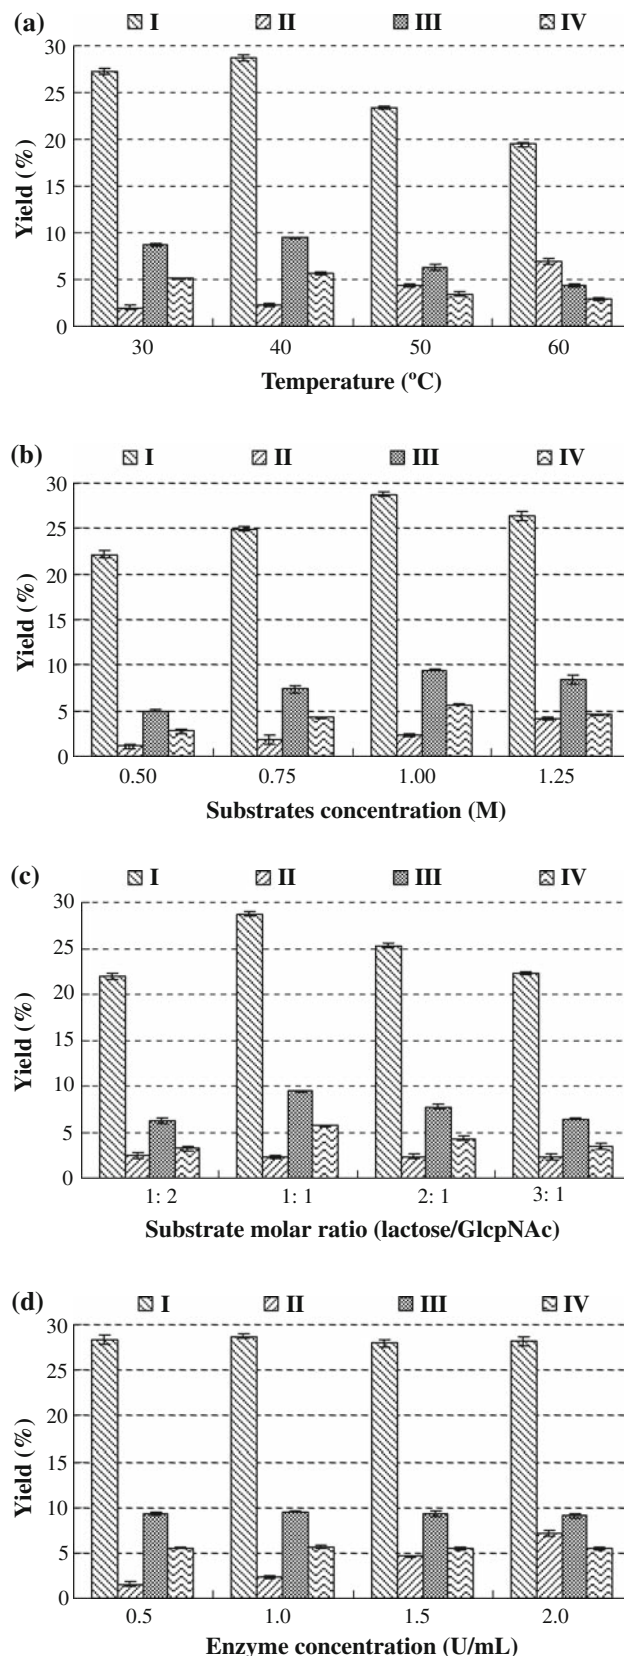 (a)
I II III IV
30
25
20
15
10
5
0
Yield (%)
30 40 50 60
Temperature (ºC)
(b)
I II III IV
30
25
20
15
10
5
0
Yield (%)
0.50 0.75 1.00 1.25
Substrates concentration (M)
(c)
I II III IV
30
25
20
15
10
5
0
Yield (%)
1: 2 1: 1 2: 1 3: 1
Substrate molar ratio (lactose/GlcpNAc)
(d)
I II III IV
30
25
20
15
10
5
0
Yield (%)
0.5 1.0 1.5 2.0
Enzyme concentration (U/mL)